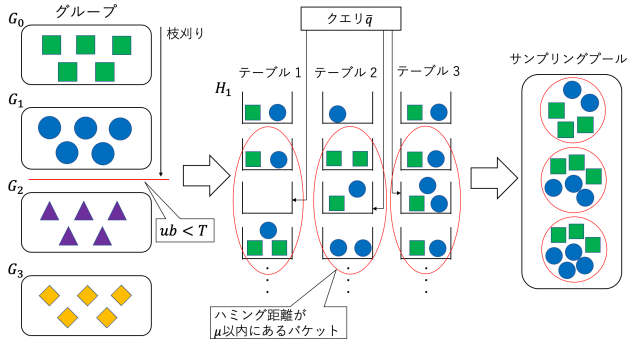 グループ
G₀
枝刈り
G₁
G₂
ub < T
G₃
クエリq̄
H₁
テーブル 1
テーブル 2
テーブル 3
ハミング距離が
μ以内にあるバケット
サンプリングプール